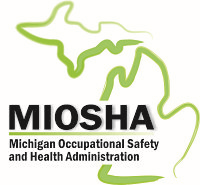 MIOSHA
Michigan Occupational Safety
and Health Administration